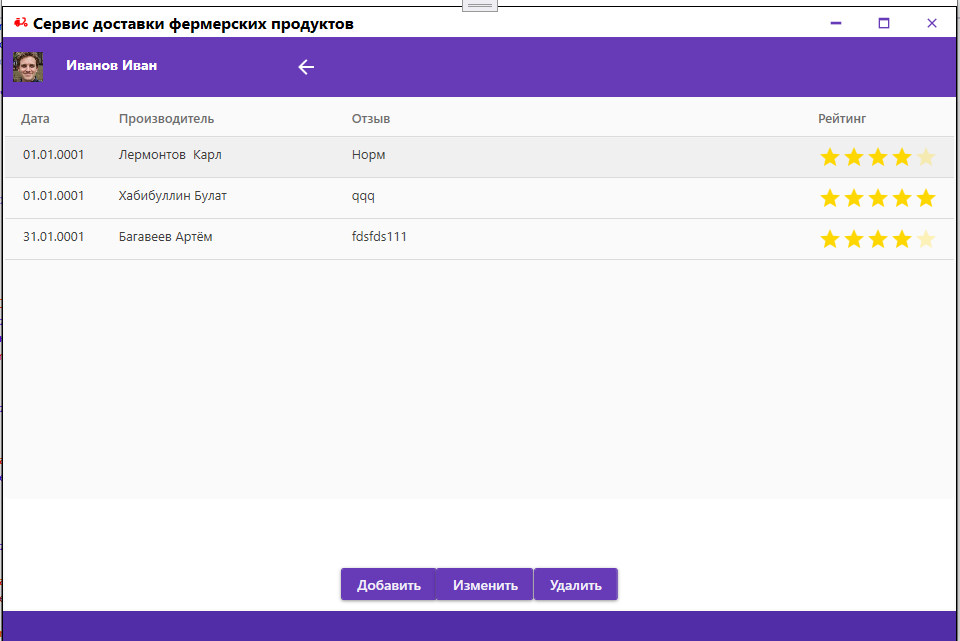 Сервис доставки фермерских продуктов
Иванов Иван
Дата Производитель Отзыв Рейтинг
01.01.0001 Лермонтов Карл Норм
01.01.0001 Хабибуллин Булат qqq
31.01.0001 Багавеев Артём fdsfds111
Добавить Изменить Удалить